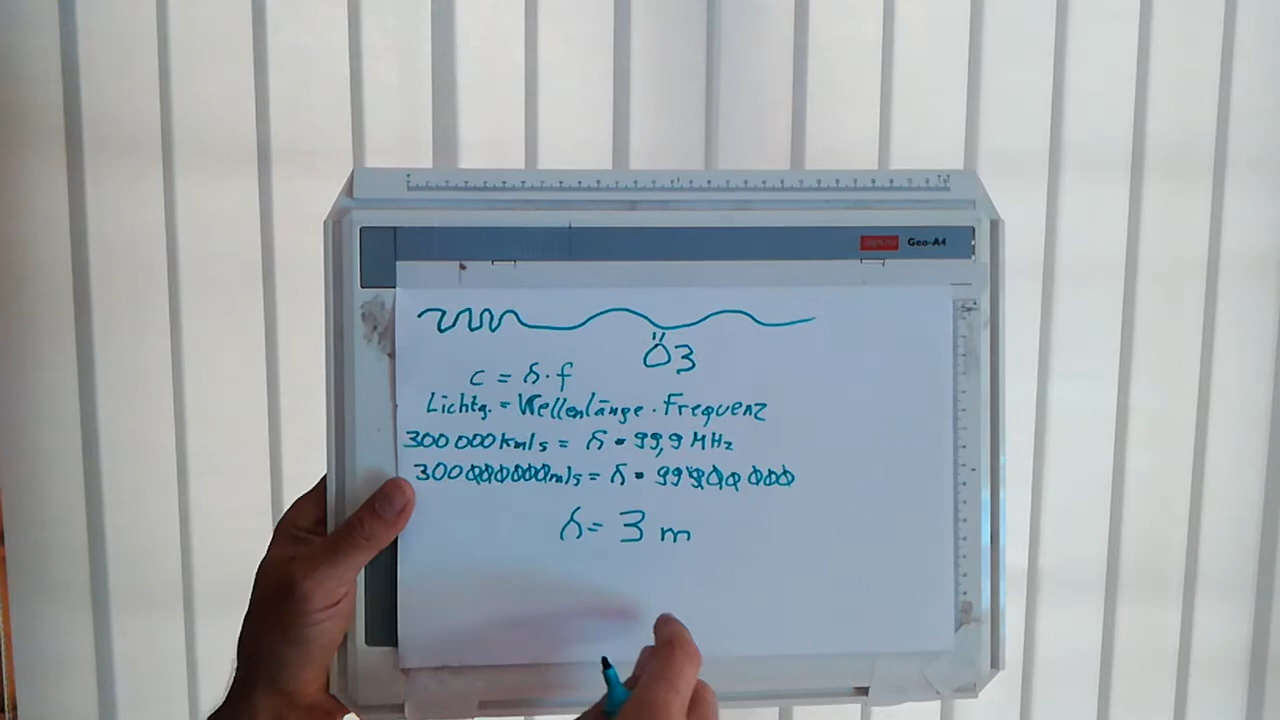 Geo-A4
Ö3
c = λ · f
Lichtg. = Wellenlänge · Frequenz
300 000 km/s = λ · 99,9 MHz
300 000 000 m/s = λ · 99 900 000
λ = 3 m